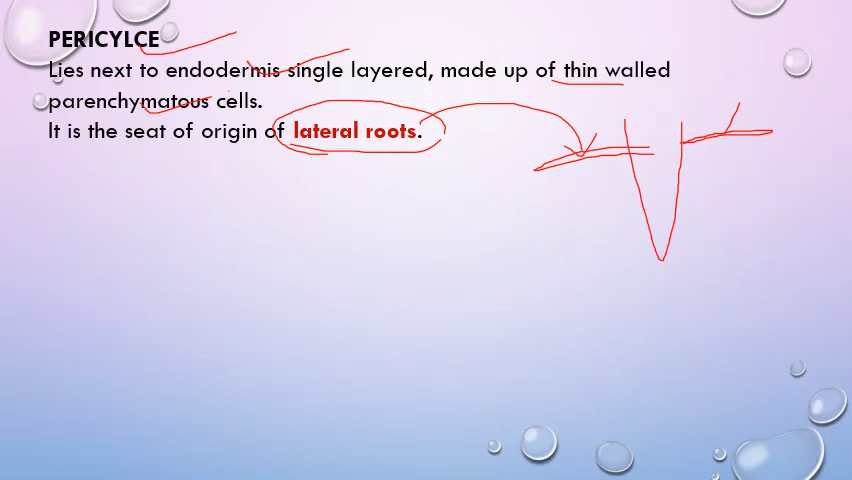 PERICYLCE
Lies next to endodermis single layered, made up of thin walled
parenchymatous cells.
It is the seat of origin of lateral roots.